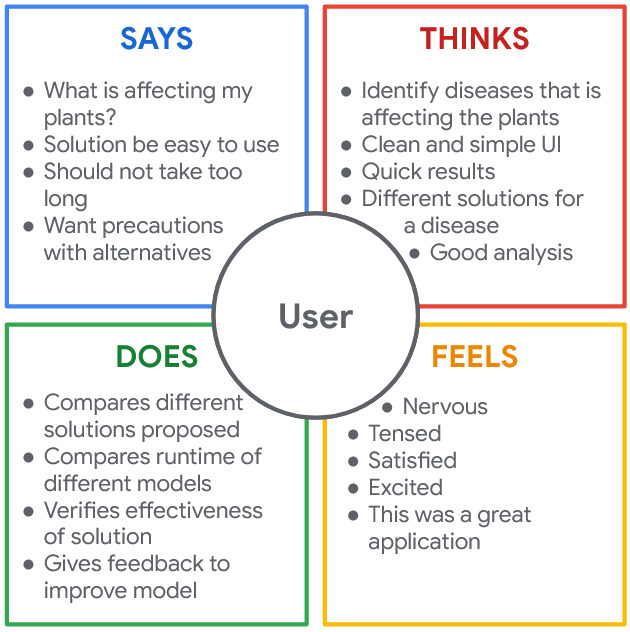 SAYS
● What is affecting my
plants?
● Solution be easy to use
● Should not take too
long
● Want precautions
with alternatives
THINKS
● Identify diseases that is
affecting the plants
● Clean and simple UI
● Quick results
● Different solutions for
a disease
● Good analysis
User
DOES
● Compares different
solutions proposed
● Compares runtime of
different models
● Verifies effectiveness
of solution
● Gives feedback to
improve model
FEELS
● Nervous
● Tensed
● Satisfied
● Excited
● This was a great
application